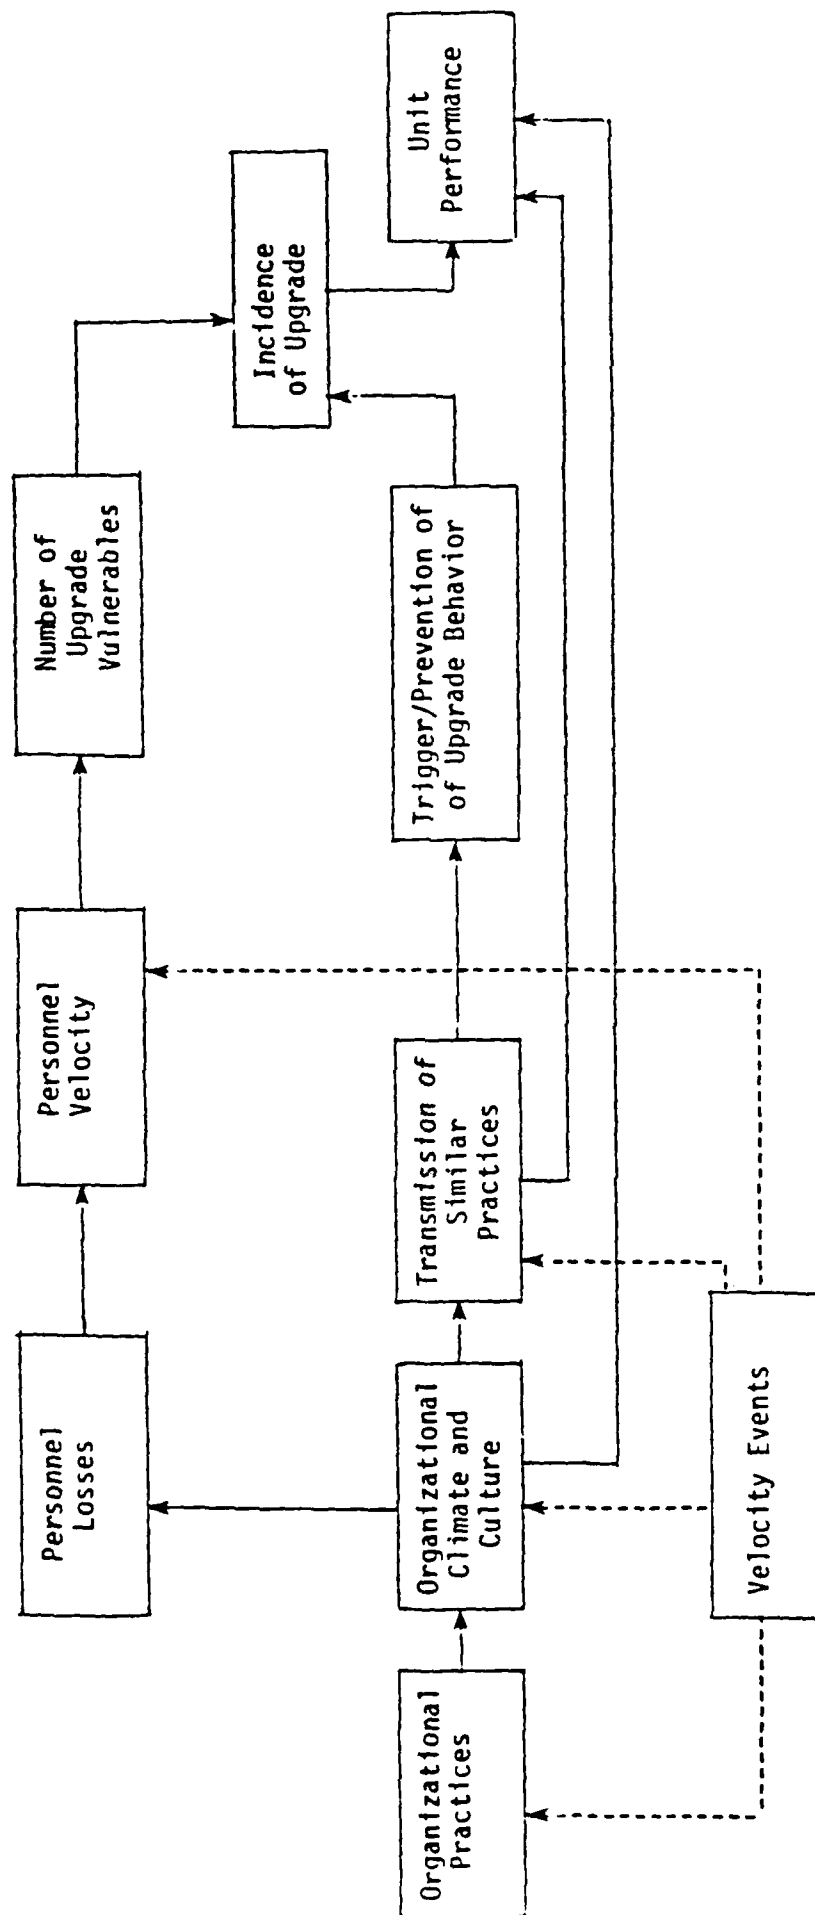 Personnel
Losses
Personnel
Velocity
Number of
Upgrade
Vulnerables
Incidence
of Upgrade
Organizational
Practices
Organizational
Climate and
Culture
Transmission of
Similar
Practices
Trigger/Prevention of
of Upgrade Behavior
Unit
Performance
Velocity Events